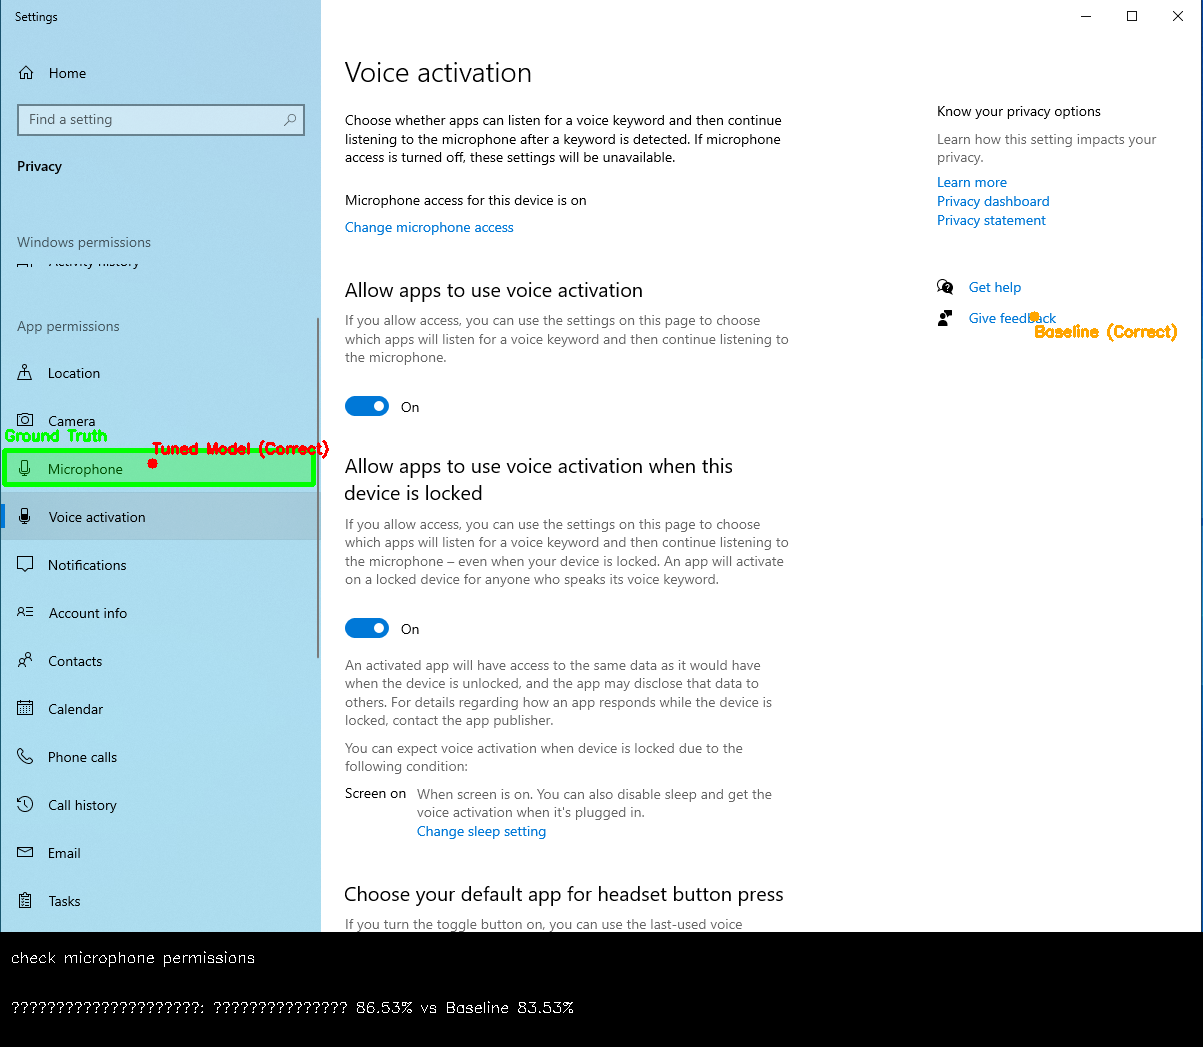 Settings
Home
Find a setting
Privacy
Windows permissions
Activity history
App permissions
Location
Camera
Ground Truth
Tuned Model (Correct)
Microphone
Voice activation
Notifications
Account info
Contacts
Calendar
Phone calls
Call history
Email
Tasks
Voice activation
Choose whether apps can listen for a voice keyword and then continue
listening to the microphone after a keyword is detected. If microphone
access is turned off, these settings will be unavailable.
Microphone access for this device is on
Change microphone access
Allow apps to use voice activation
If you allow access, you can use the settings on this page to choose
which apps will listen for a voice keyword and then continue listening to
the microphone.
On
Allow apps to use voice activation when this
device is locked
If you allow access, you can use the settings on this page to choose
which apps will listen for a voice keyword and then continue listening to
the microphone – even when your device is locked. An app will activate
on a locked device for anyone who speaks its voice keyword.
On
An activated app will have access to the same data as it would have
when the device is unlocked, and the app may disclose that data to
others. For details regarding how an app responds while the device is
locked, contact the app publisher.
You can expect voice activation when device is locked due to the
following condition:
Screen on When screen is on. You can also disable sleep and get the
voice activation when it's plugged in.
Change sleep setting
Choose your default app for headset button press
If you turn the toggle button on, you can use the last-used voice
Know your privacy options
Learn how this setting impacts your
privacy.
Learn more
Privacy dashboard
Privacy statement
Get help
Give feedback
Baseline (Correct)
check microphone permissions
?????????????????????: ??????????????? 86.53% vs Baseline 83.53%